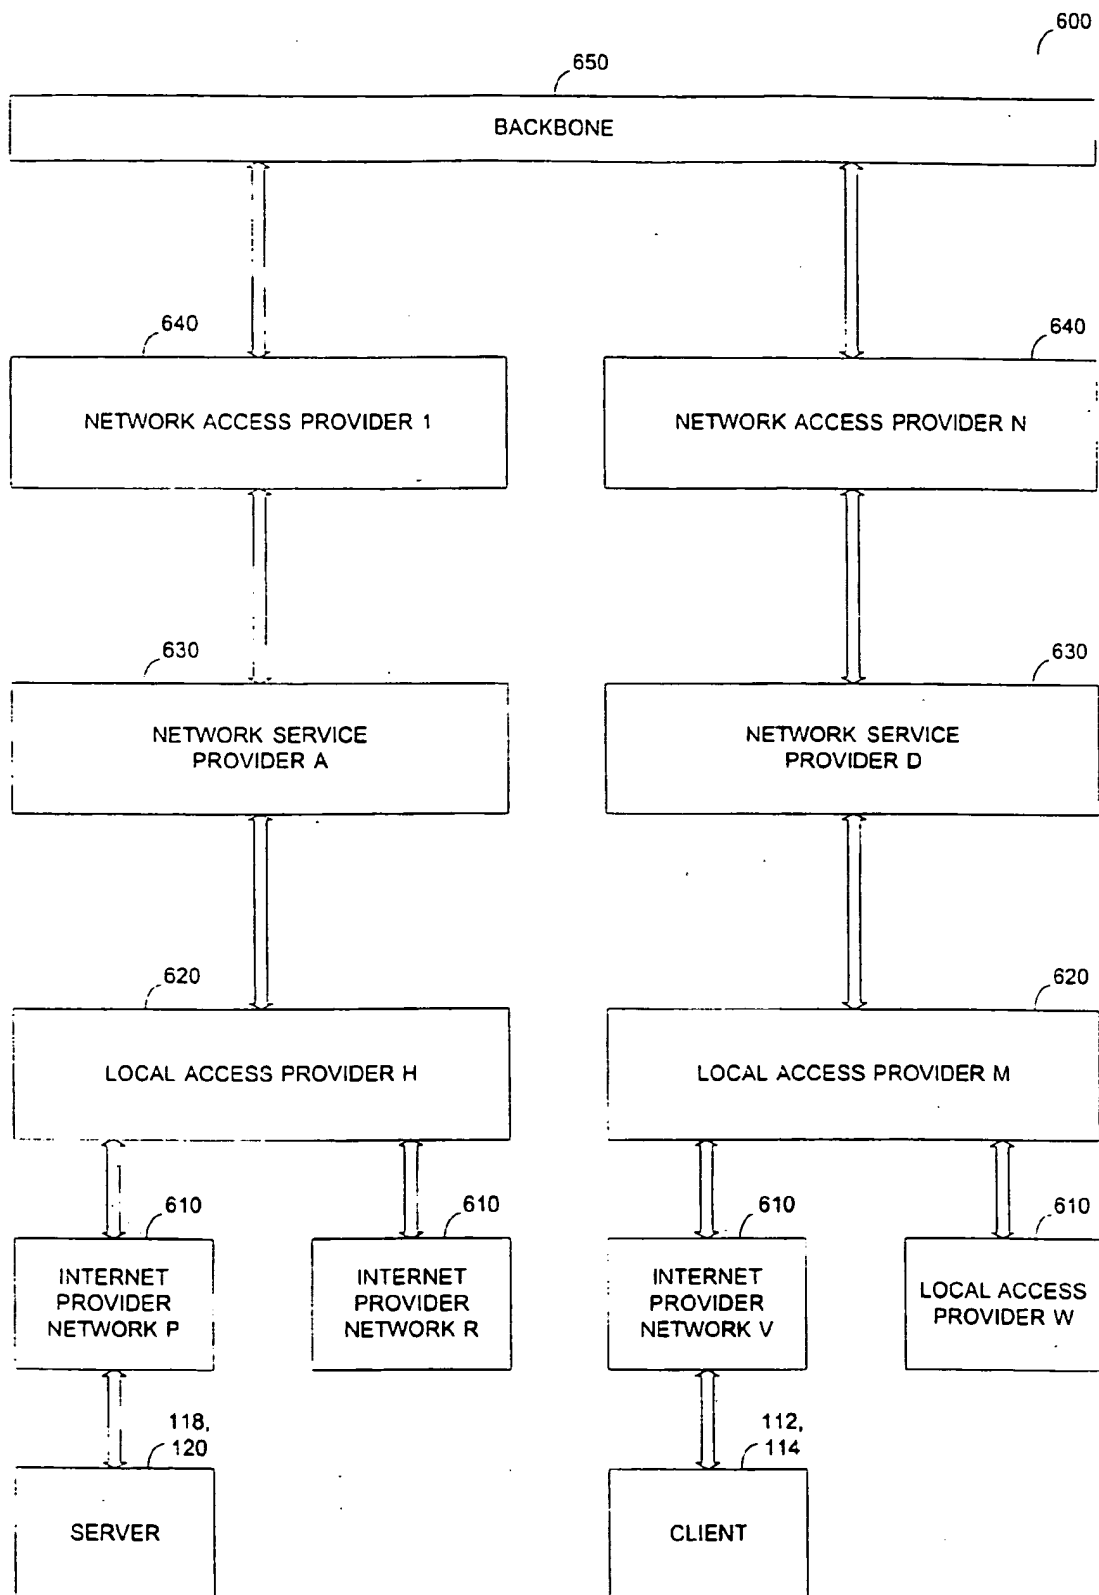 600
650
BACKBONE
640
640
NETWORK ACCESS PROVIDER 1
NETWORK ACCESS PROVIDER N
630
630
NETWORK SERVICE
PROVIDER A
NETWORK SERVICE
PROVIDER D
620
620
LOCAL ACCESS PROVIDER H
LOCAL ACCESS PROVIDER M
610
610
610
610
INTERNET
PROVIDER
NETWORK P
INTERNET
PROVIDER
NETWORK R
INTERNET
PROVIDER
NETWORK V
LOCAL ACCESS
PROVIDER W
118,
120
112,
114
SERVER
CLIENT